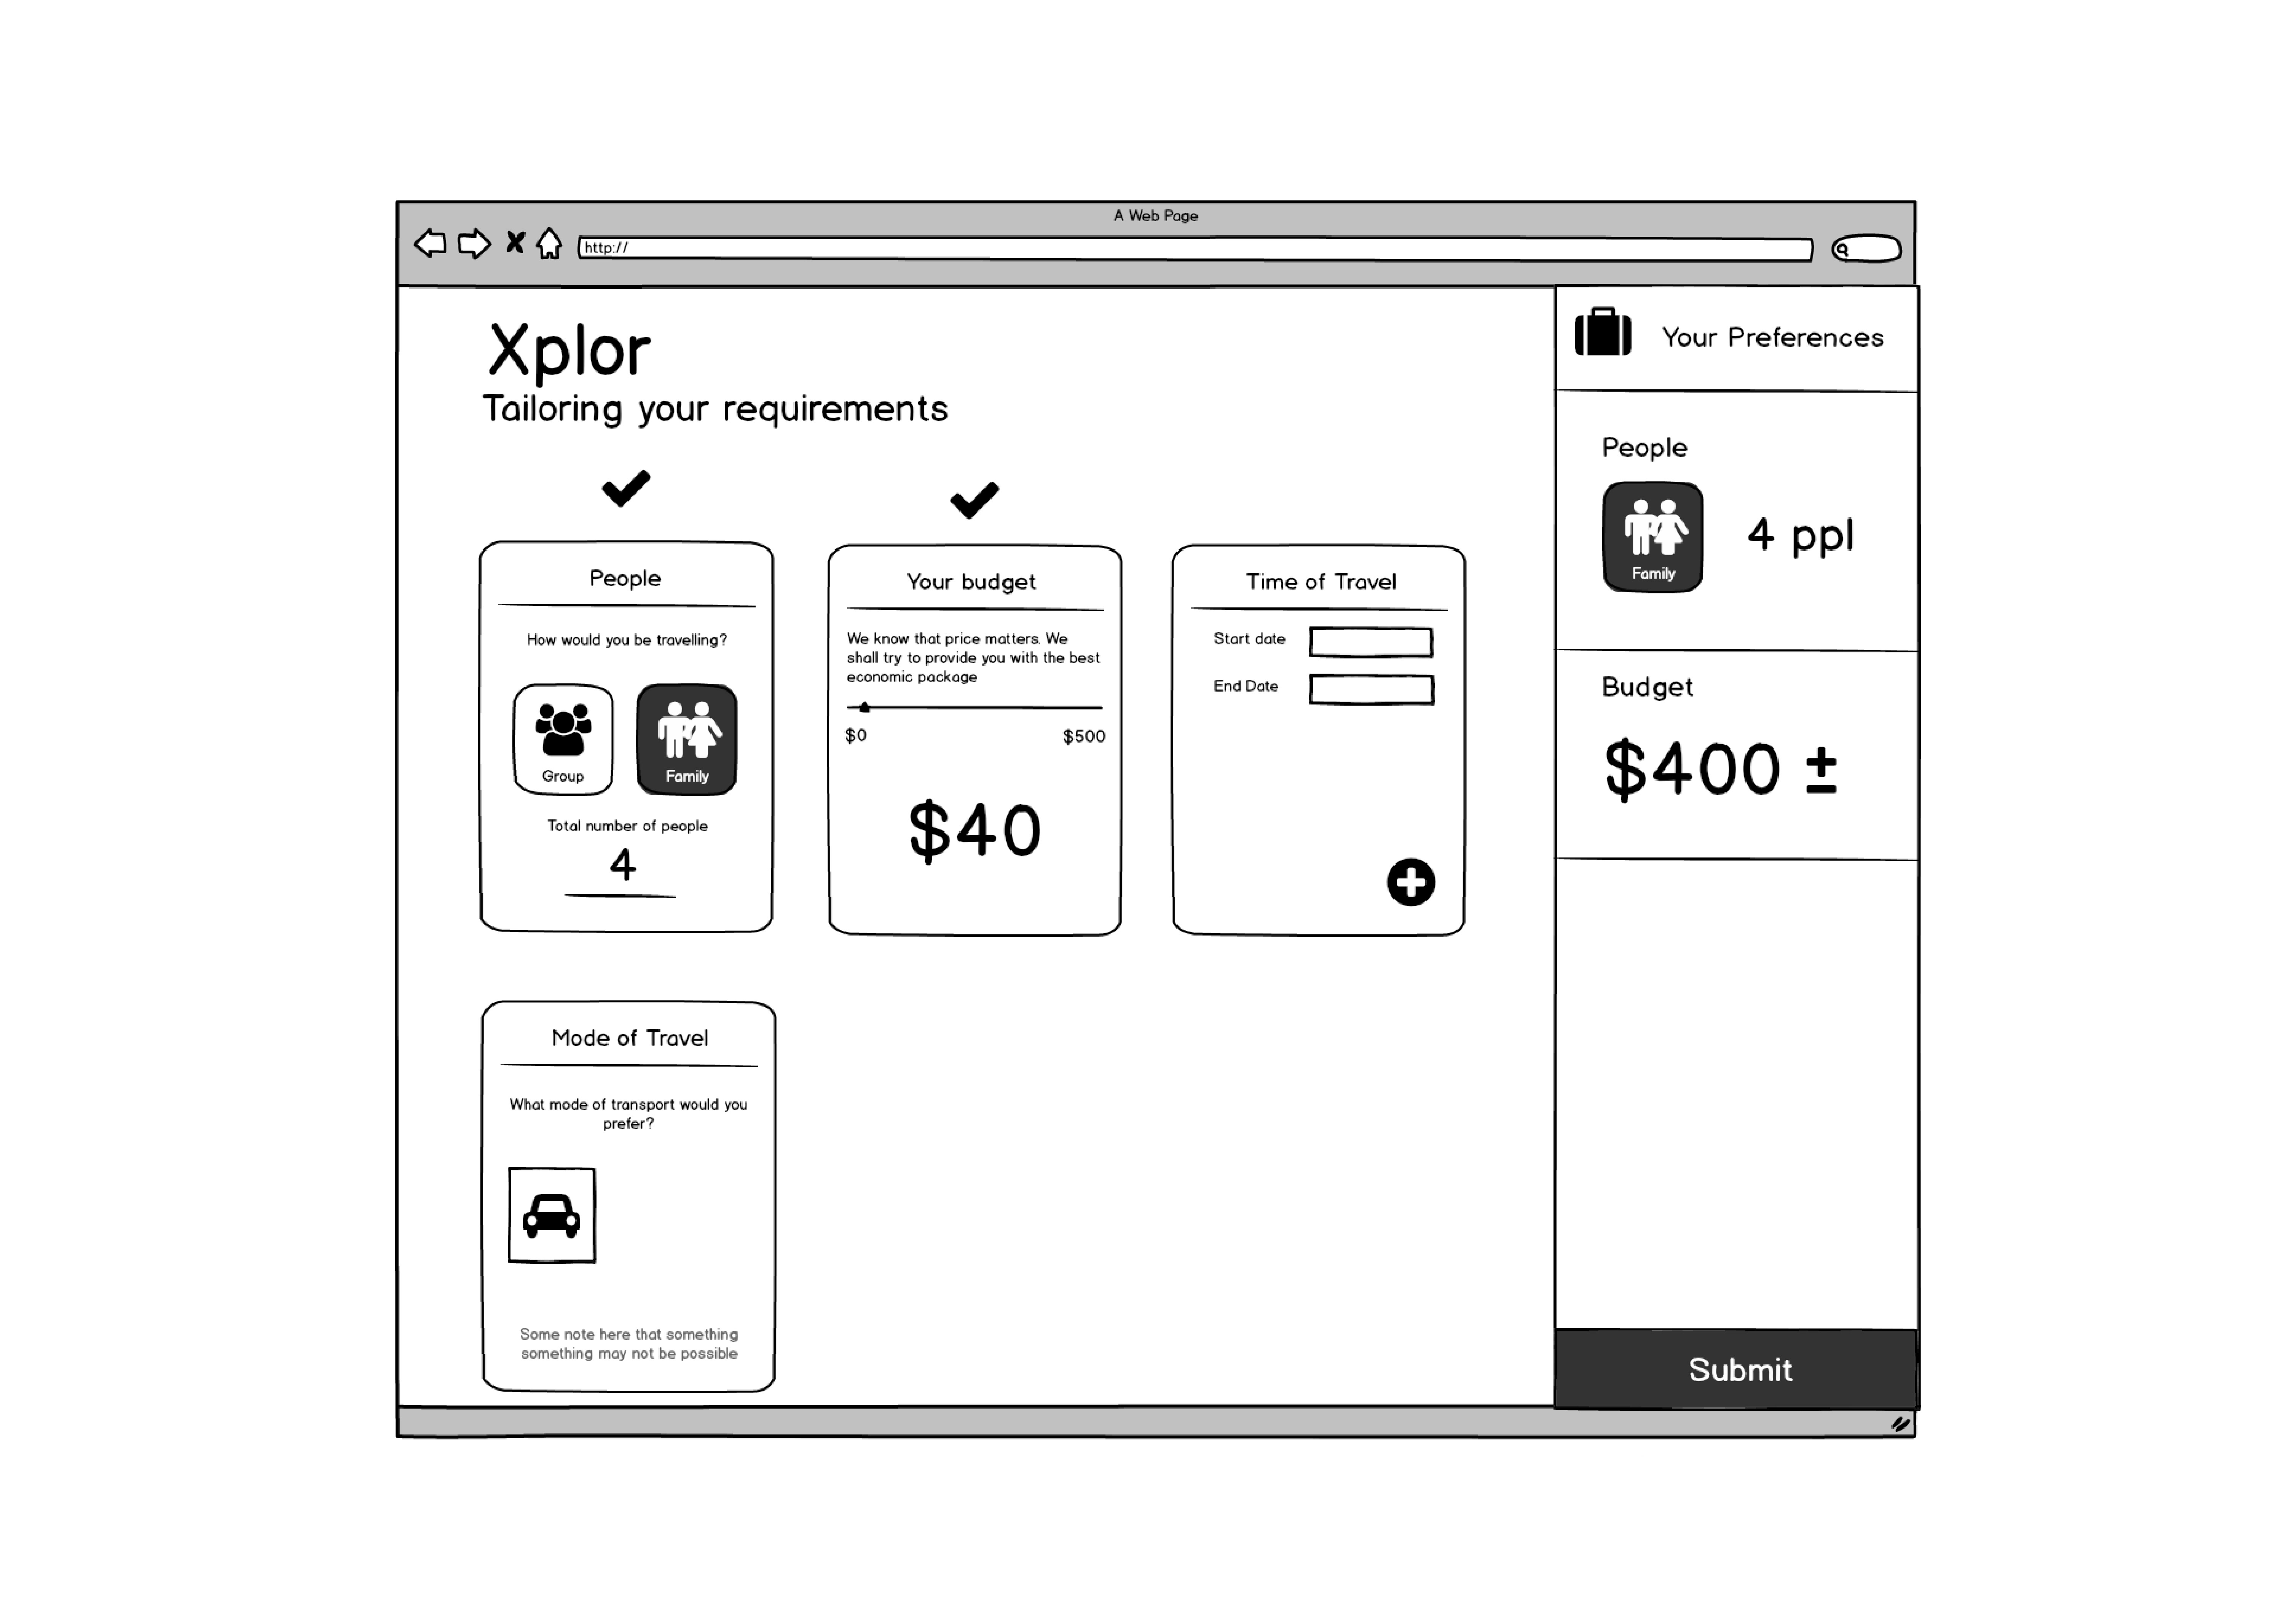 A Web Page
http://
Xplor
Tailoring your requirements
People
How would you be travelling?
Group
Family
Total number of people
4
Your budget
We know that price matters. We
shall try to provide you with the best
economic package
$0
$500
$40
Time of Travel
Start date
End Date
Mode of Travel
What mode of transport would you
prefer?
Some note here that something
something may not be possible
Your Preferences
People
Family
4 ppl
Budget
$400 ±
Submit